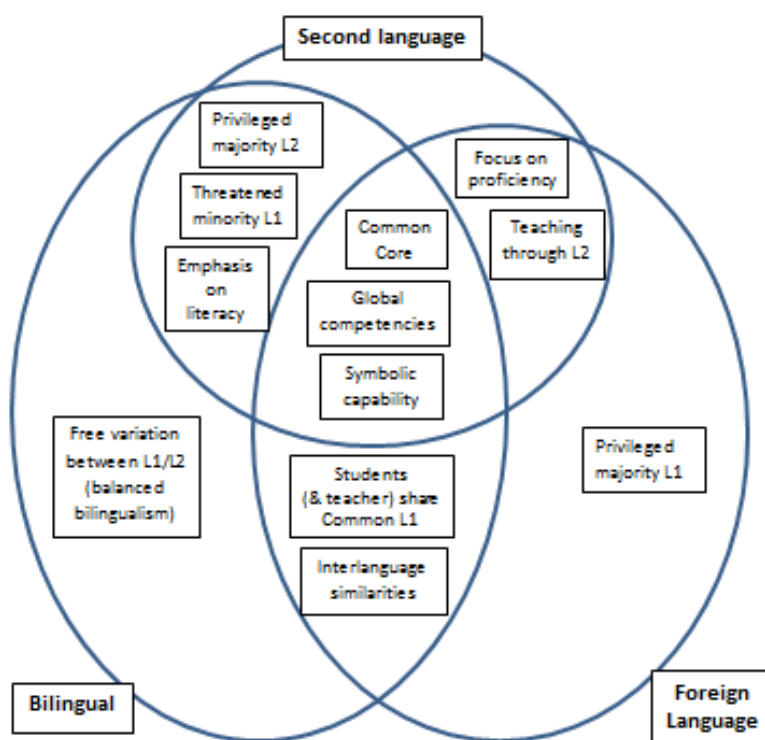 Second language
Privileged
majority L2
Focus on
proficiency
Threatened
minority L1
Common
Core
Teaching
through L2
Emphasis
on
literacy
Global
competencies
Symbolic
capability
Free variation
between L1/L2
(balanced
bilingualism)
Students
(& teacher) share
Common L1
Privileged
majority L1
Interlanguage
similarities
Bilingual
Foreign
Language